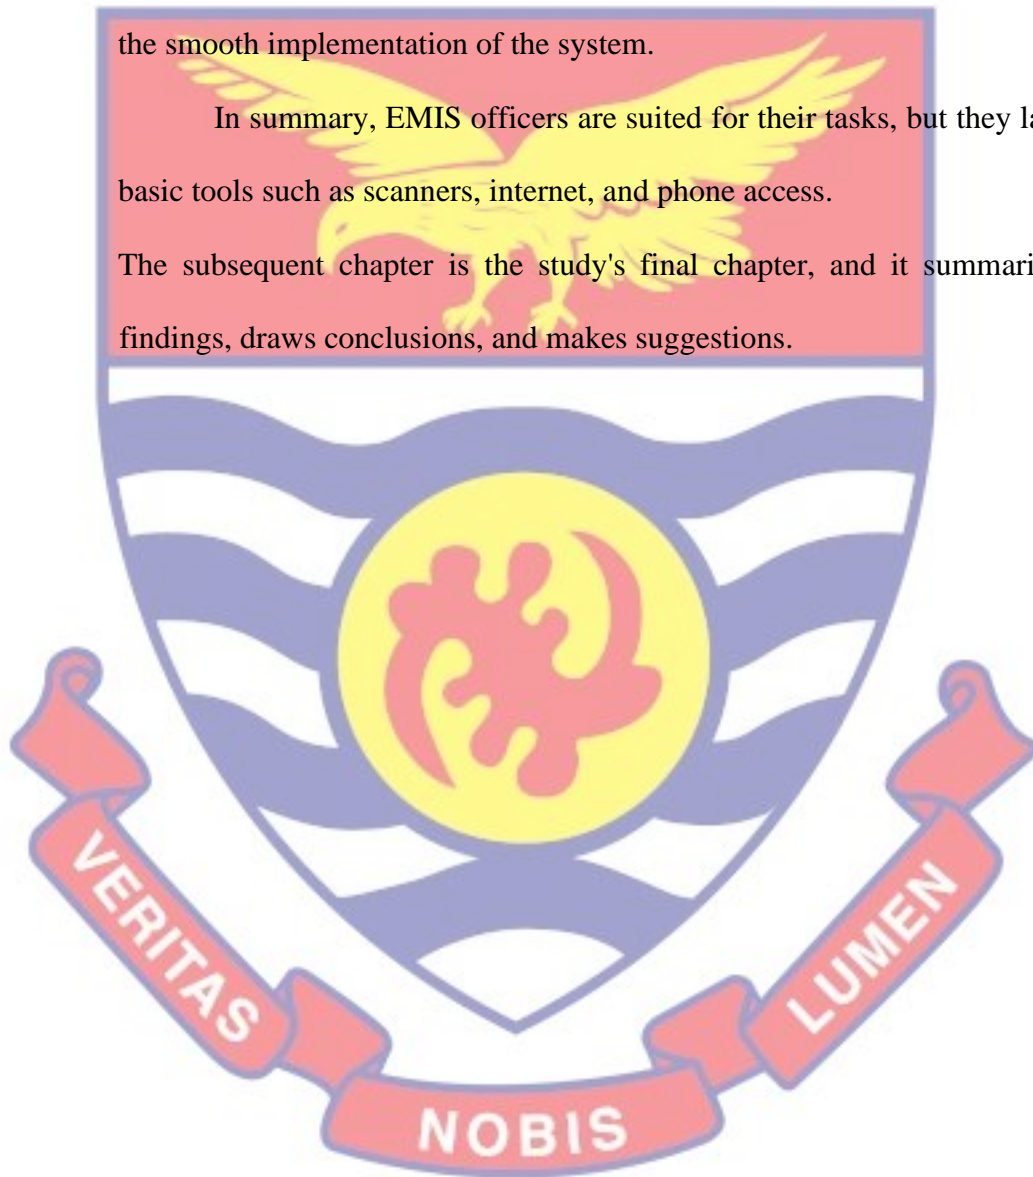 the smooth implementation of the system.
In summary, EMIS officers are suited for their tasks, but they
basic tools such as scanners, internet, and phone access.
The subsequent chapter is the study's final chapter, and it
findings, draws conclusions, and makes suggestions.
VERITAS
NOBIS
LUMEN